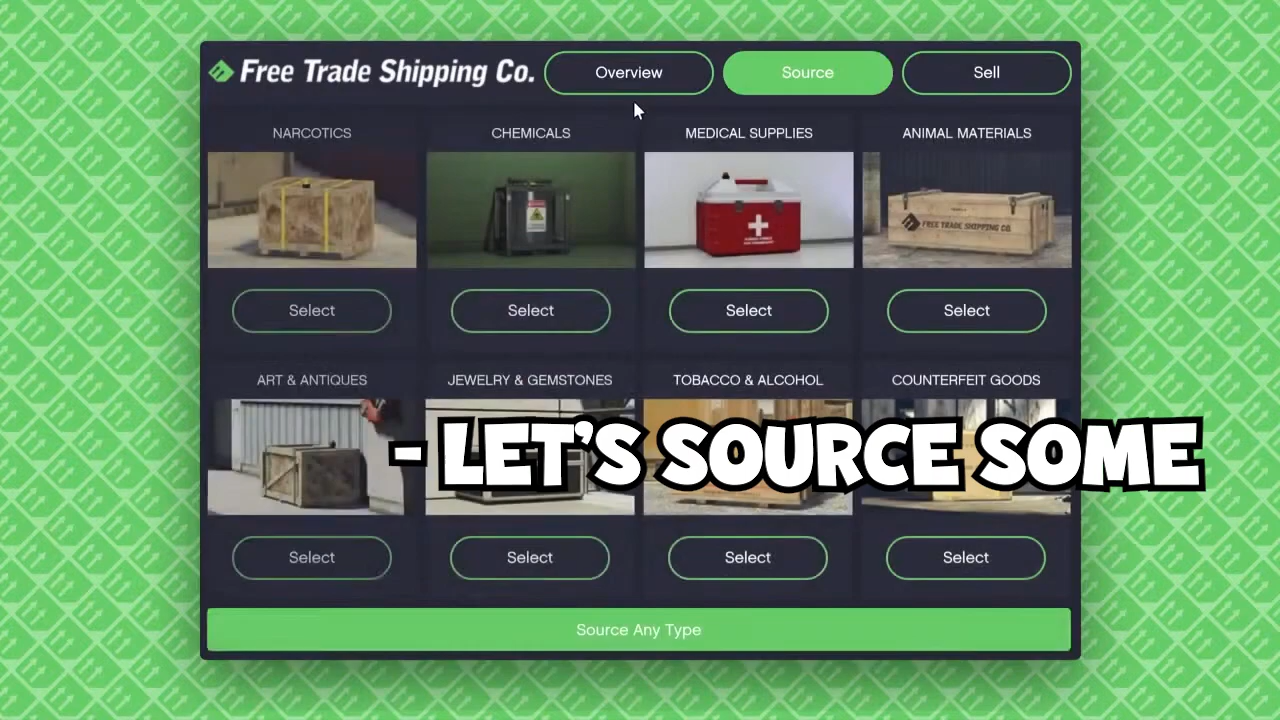 Free Trade Shipping Co.
Overview
Source
Sell
NARCOTICS
CHEMICALS
MEDICAL SUPPLIES
ANIMAL MATERIALS
FREE TRADE SHIPPING CO.
Select
Select
Select
Select
ART & ANTIQUES
JEWELRY & GEMSTONES
TOBACCO & ALCOHOL
COUNTERFEIT GOODS
- LET'S SOURCE SOME
Select
Select
Select
Select
Source Any Type